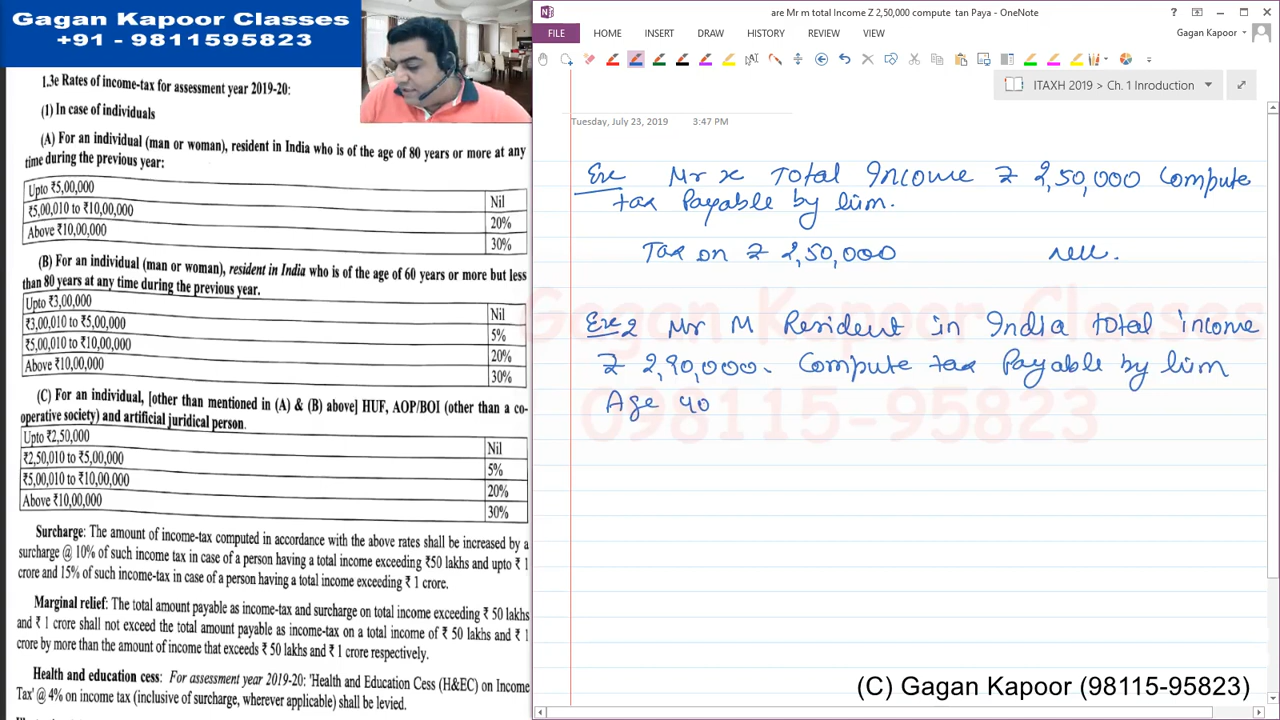 Gagan Kapoor Classes
+91 - 9811595823
1.3e Rates of income-tax for assessment year 2019-20:
(1) In case of individuals
(A) For an individual (man or woman), resident in India who is of the age of 80 years or more at any
time during the previous year:
Upto ₹5,00,000 Nil
₹5,00,010 to ₹10,00,000 20%
Above ₹10,00,000 30%
(B) For an individual (man or woman), resident in India who is of the age of 60 years or more but less
than 80 years at any time during the previous year.
Upto ₹3,00,000 Nil
₹3,00,010 to ₹5,00,000 5%
₹5,00,010 to ₹10,00,000 20%
Above ₹10,00,000 30%
(C) For an individual, [other than mentioned in (A) & (B) above] HUF, AOP/BOI (other than a co-
operative society) and artificial juridical person.
Upto ₹2,50,000 Nil
₹2,50,010 to ₹5,00,000 5%
₹5,00,010 to ₹10,00,000 20%
Above ₹10,00,000 30%
Surcharge: The amount of income-tax computed in accordance with the above rates shall be increased by a
surcharge @ 10% of such income tax in case of a person having a total income exceeding ₹50 lakhs and upto ₹ 1
crore and 15% of such income-tax in case of a person having a total income exceeding ₹ 1 crore.
Marginal relief: The total amount payable as income-tax and surcharge on total income exceeding ₹ 50 lakhs
and ₹ 1 crore shall not exceed the total amount payable as income-tax on a total income of ₹ 50 lakhs and ₹ 1
crore by more than the amount of income that exceeds ₹ 50 lakhs and ₹ 1 crore respectively.
Health and education cess: For assessment year 2019-20: 'Health and Education Cess (H&EC) on Income
Tax' @ 4% on income tax (inclusive of surcharge, wherever applicable) shall be levied.
are Mr m total Income Z 2,50,000 compute tan Paya - OneNote
FILE HOME INSERT DRAW HISTORY REVIEW VIEW
Gagan Kapoor
ITAXH 2019 > Ch. 1 Inroduction
Tuesday, July 23, 2019 3:47 PM
Ex Mr x Total Income ₹ 2,50,000 Compute
tax Payable by him.
Tax on ₹ 2,50,000 nill.
Ex 2 Mr M Resident in India total income
₹ 2,90,000. Compute tax Payable by him
Age 40
Gagan Kapoor Classes
098115-95823
(C) Gagan Kapoor (98115-95823)